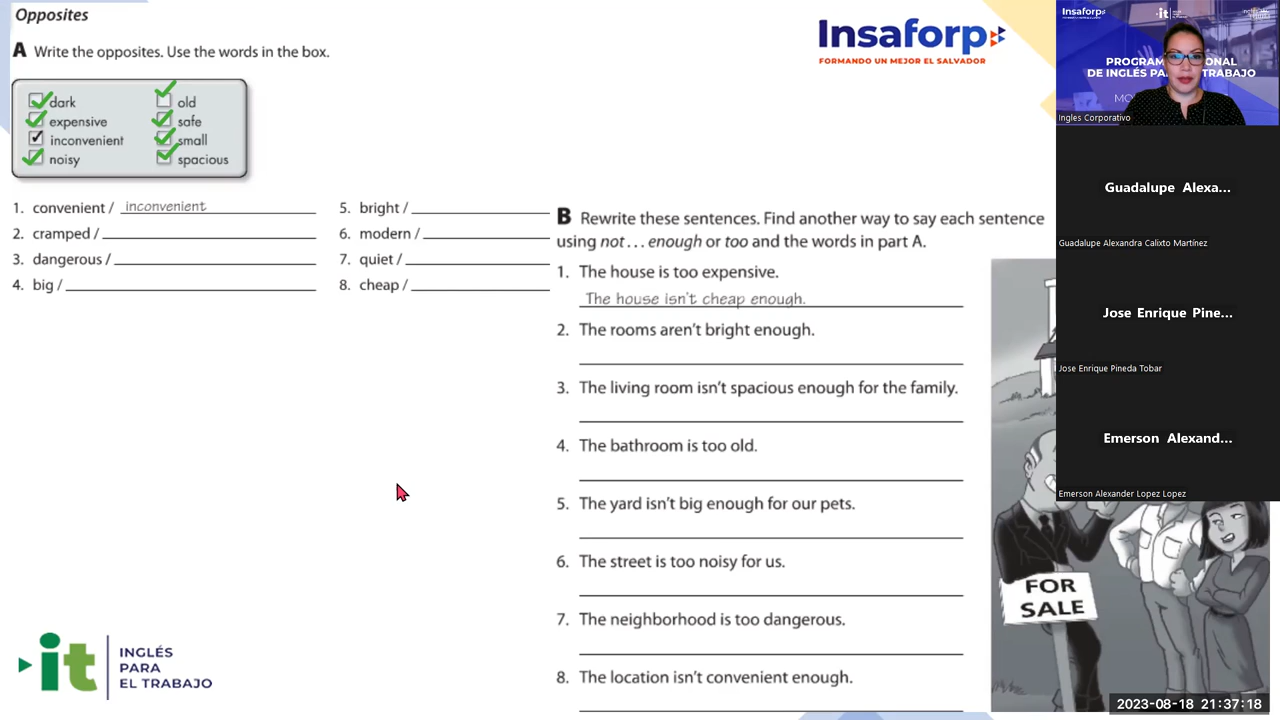 Opposites
A Write the opposites. Use the words in the box.
dark
expensive
inconvenient
noisy
old
safe
small
spacious
1. convenient / inconvenient
2. cramped /
3. dangerous /
4. big /
5. bright /
6. modern /
7. quiet /
8. cheap /
Insaforp
FORMANDO UN MEJOR EL SALVADOR
B Rewrite these sentences. Find another way to say each sentence
using not . . . enough or too and the words in part A.
1. The house is too expensive.
The house isn't cheap enough.
2. The rooms aren't bright enough.
3. The living room isn't spacious enough for the family.
4. The bathroom is too old.
5. The yard isn't big enough for our pets.
6. The street is too noisy for us.
7. The neighborhood is too dangerous.
8. The location isn't convenient enough.
FOR
SALE
it
INGLÉS
PARA
EL TRABAJO
Insaforp
it
Ingles Corporativo
Guadalupe Alexa...
Guadalupe Alexandra Calixto Martínez
Jose Enrique Pine...
Jose Enrique Pineda Tobar
Emerson Alexand...
Emerson Alexander Lopez Lopez
2023-08-18 21:37:18